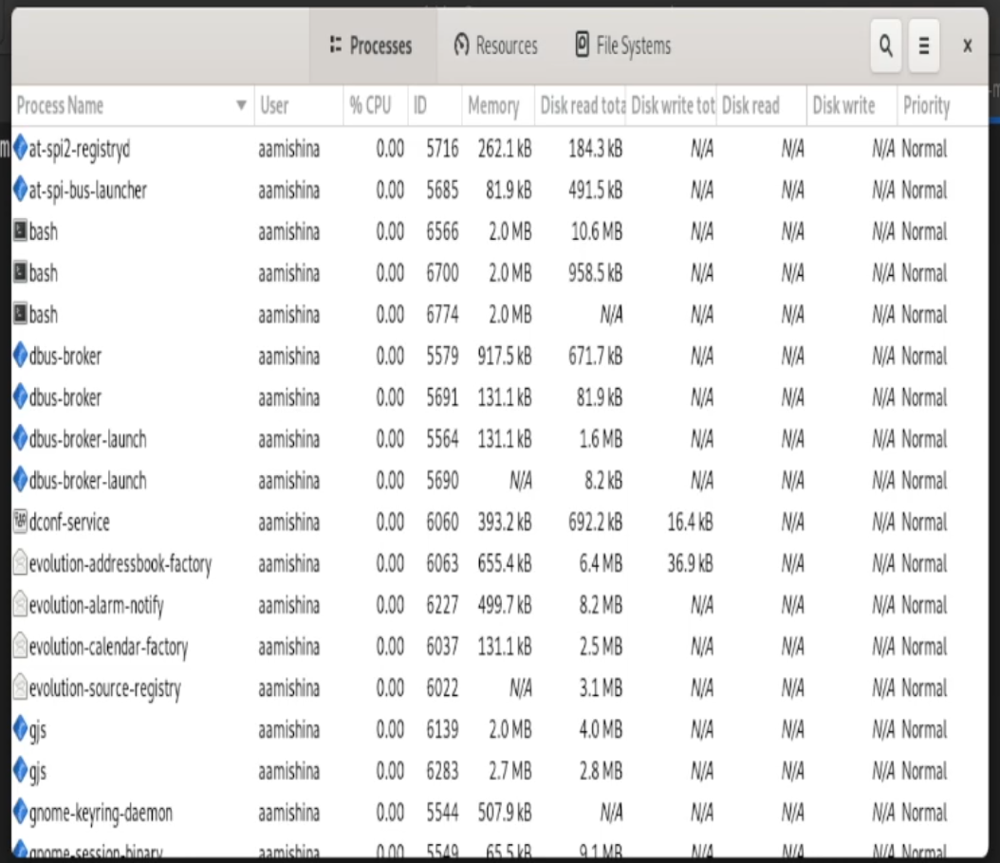 Processes Resources File Systems
Process Name User % CPU ID Memory Disk read tota Disk write tot Disk read Disk write Priority
at-spi2-registryd aamishina 0.00 5716 262.1 kB 184.3 kB N/A N/A N/A Normal
at-spi-bus-launcher aamishina 0.00 5685 81.9 kB 491.5 kB N/A N/A N/A Normal
bash aamishina 0.00 6566 2.0 MB 10.6 MB N/A N/A N/A Normal
bash aamishina 0.00 6700 2.0 MB 958.5 kB N/A N/A N/A Normal
bash aamishina 0.00 6774 2.0 MB N/A N/A N/A N/A Normal
dbus-broker aamishina 0.00 5579 917.5 kB 671.7 kB N/A N/A N/A Normal
dbus-broker aamishina 0.00 5691 131.1 kB 81.9 kB N/A N/A N/A Normal
dbus-broker-launch aamishina 0.00 5564 131.1 kB 1.6 MB N/A N/A N/A Normal
dbus-broker-launch aamishina 0.00 5690 N/A 8.2 kB N/A N/A N/A Normal
dconf-service aamishina 0.00 6060 393.2 kB 692.2 kB 16.4 kB N/A N/A Normal
evolution-addressbook-factory aamishina 0.00 6063 655.4 kB 6.4 MB 36.9 kB N/A N/A Normal
evolution-alarm-notify aamishina 0.00 6227 499.7 kB 8.2 MB N/A N/A N/A Normal
evolution-calendar-factory aamishina 0.00 6037 131.1 kB 2.5 MB N/A N/A N/A Normal
evolution-source-registry aamishina 0.00 6022 N/A 3.1 MB N/A N/A N/A Normal
gjs aamishina 0.00 6139 2.0 MB 4.0 MB N/A N/A N/A Normal
gjs aamishina 0.00 6283 2.7 MB 2.8 MB N/A N/A N/A Normal
gnome-keyring-daemon aamishina 0.00 5544 507.9 kB N/A N/A N/A N/A Normal
gnome-session-binary aamishina 0.00 5549 65.5 kB 9.1 MB N/A N/A N/A Normal